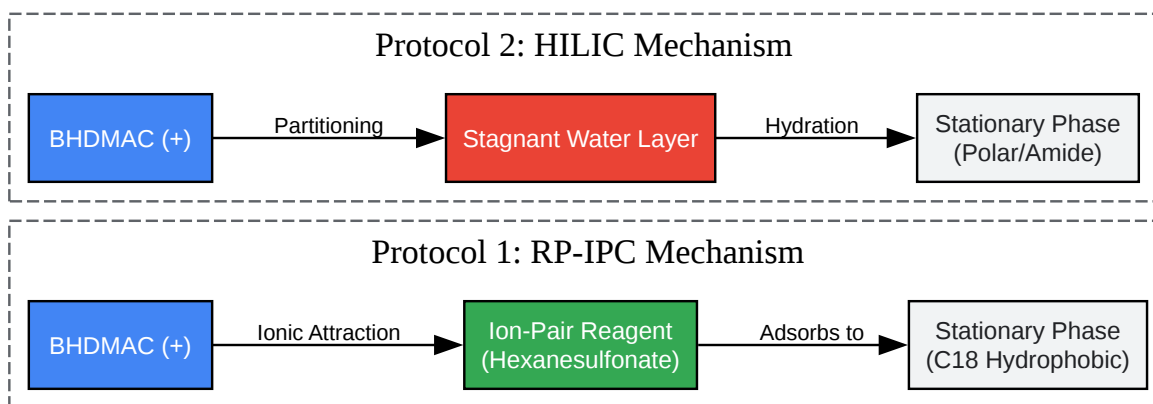 Protocol 2: HILIC Mechanism
BHDMAC (+)
Partitioning
Stagnant Water Layer
Hydration
Stationary Phase
(Polar/Amide)
Protocol 1: RP-IPC Mechanism
BHDMAC (+)
Ionic Attraction
Ion-Pair Reagent
(Hexanesulfonate)
Adsorbs to
Stationary Phase
(C18 Hydrophobic)